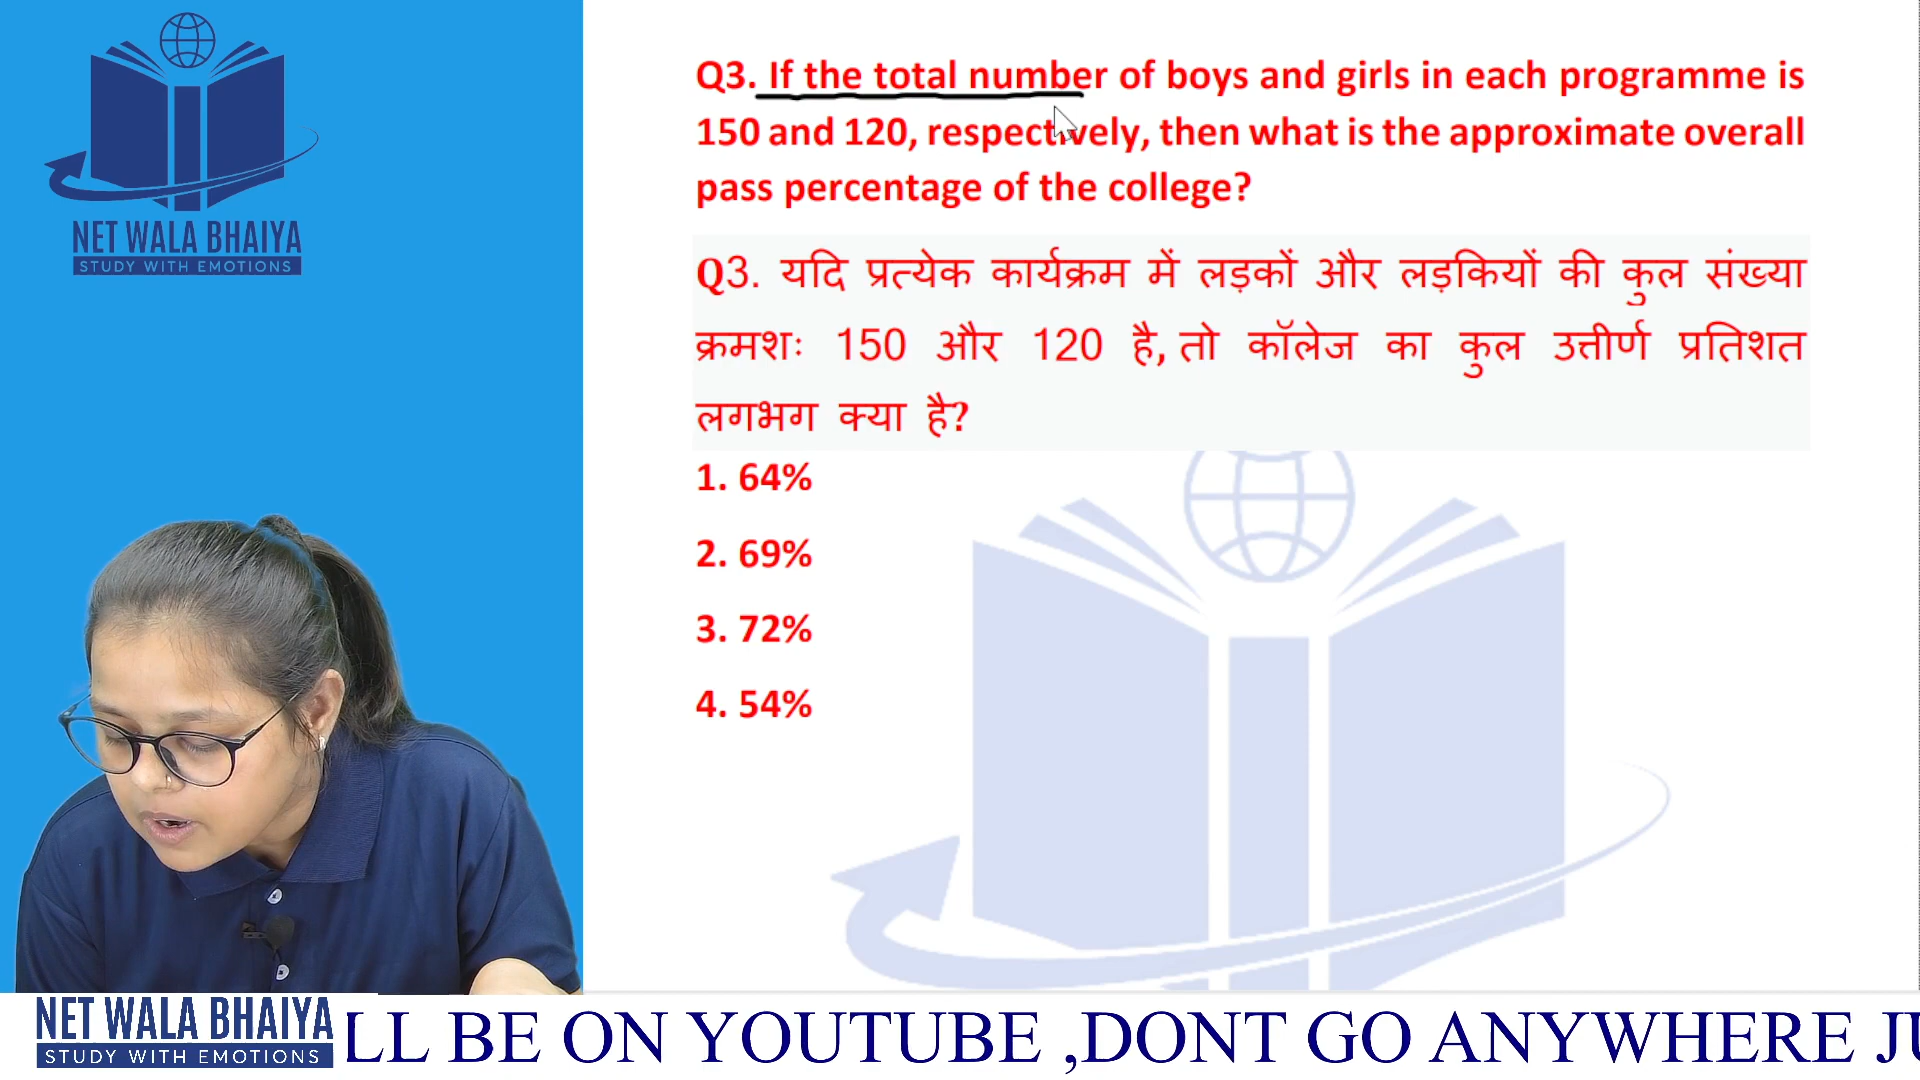 NET WALA BHAIYA
STUDY WITH EMOTIONS
Q3. If the total number of boys and girls in each programme is
150 and 120, respectively, then what is the approximate overall
pass percentage of the college?
Q3. यदि प्रत्येक कार्यक्रम में लड़कों और लड़कियों की कुल संख्या
क्रमशः 150 और 120 है, तो कॉलेज का कुल उत्तीर्ण प्रतिशत
लगभग क्या है?
1. 64%
2. 69%
3. 72%
4. 54%
NET WALA BHAIYA
STUDY WITH EMOTIONS
LL BE ON YOUTUBE ,DONT GO ANYWHERE JU